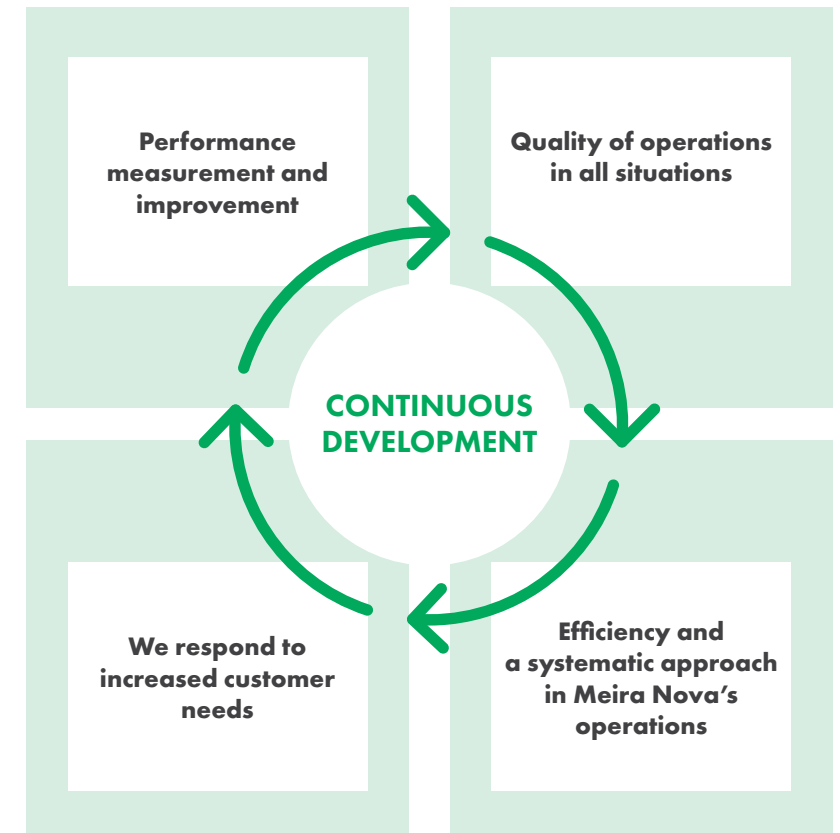 Performance
measurement and
improvement
Quality of operations
in all situations
CONTINUOUS
DEVELOPMENT
We respond to
increased customer
needs
Efficiency and
a systematic approach
in Meira Nova’s
operations